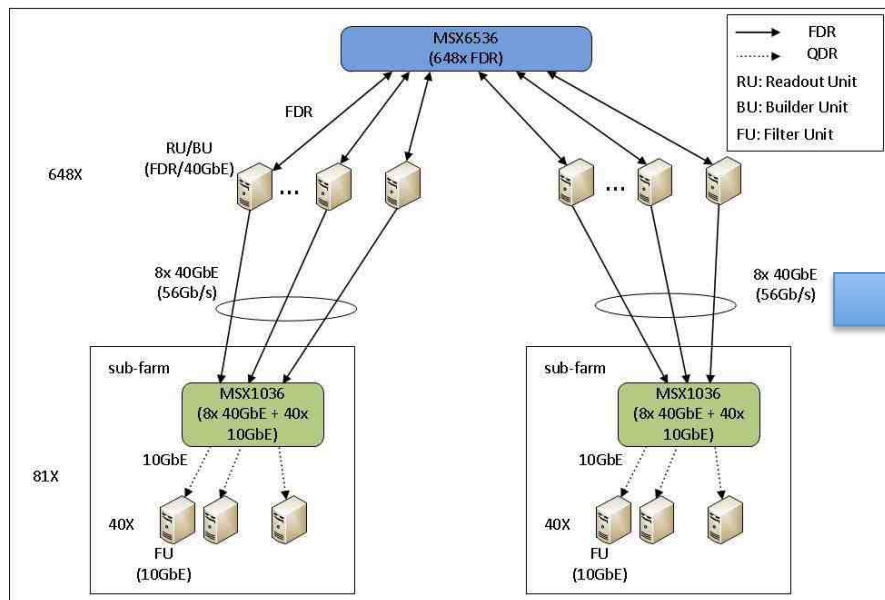 MSX6536
(648x FDR)
FDR
QDR
RU: Readout Unit
BU: Builder Unit
FU: Filter Unit
FDR
RU/BU
(FDR/40GbE)
648X
...
...
8x 40GbE
(56Gb/s)
8x 40GbE
(56Gb/s)
sub-farm
MSX1036
(8x 40GbE + 40x
10GbE)
10GbE
81X
40X
FU
(10GbE)
sub-farm
MSX1036
(8x 40GbE + 40x
10GbE)
10GbE
40X
FU
(10GbE)